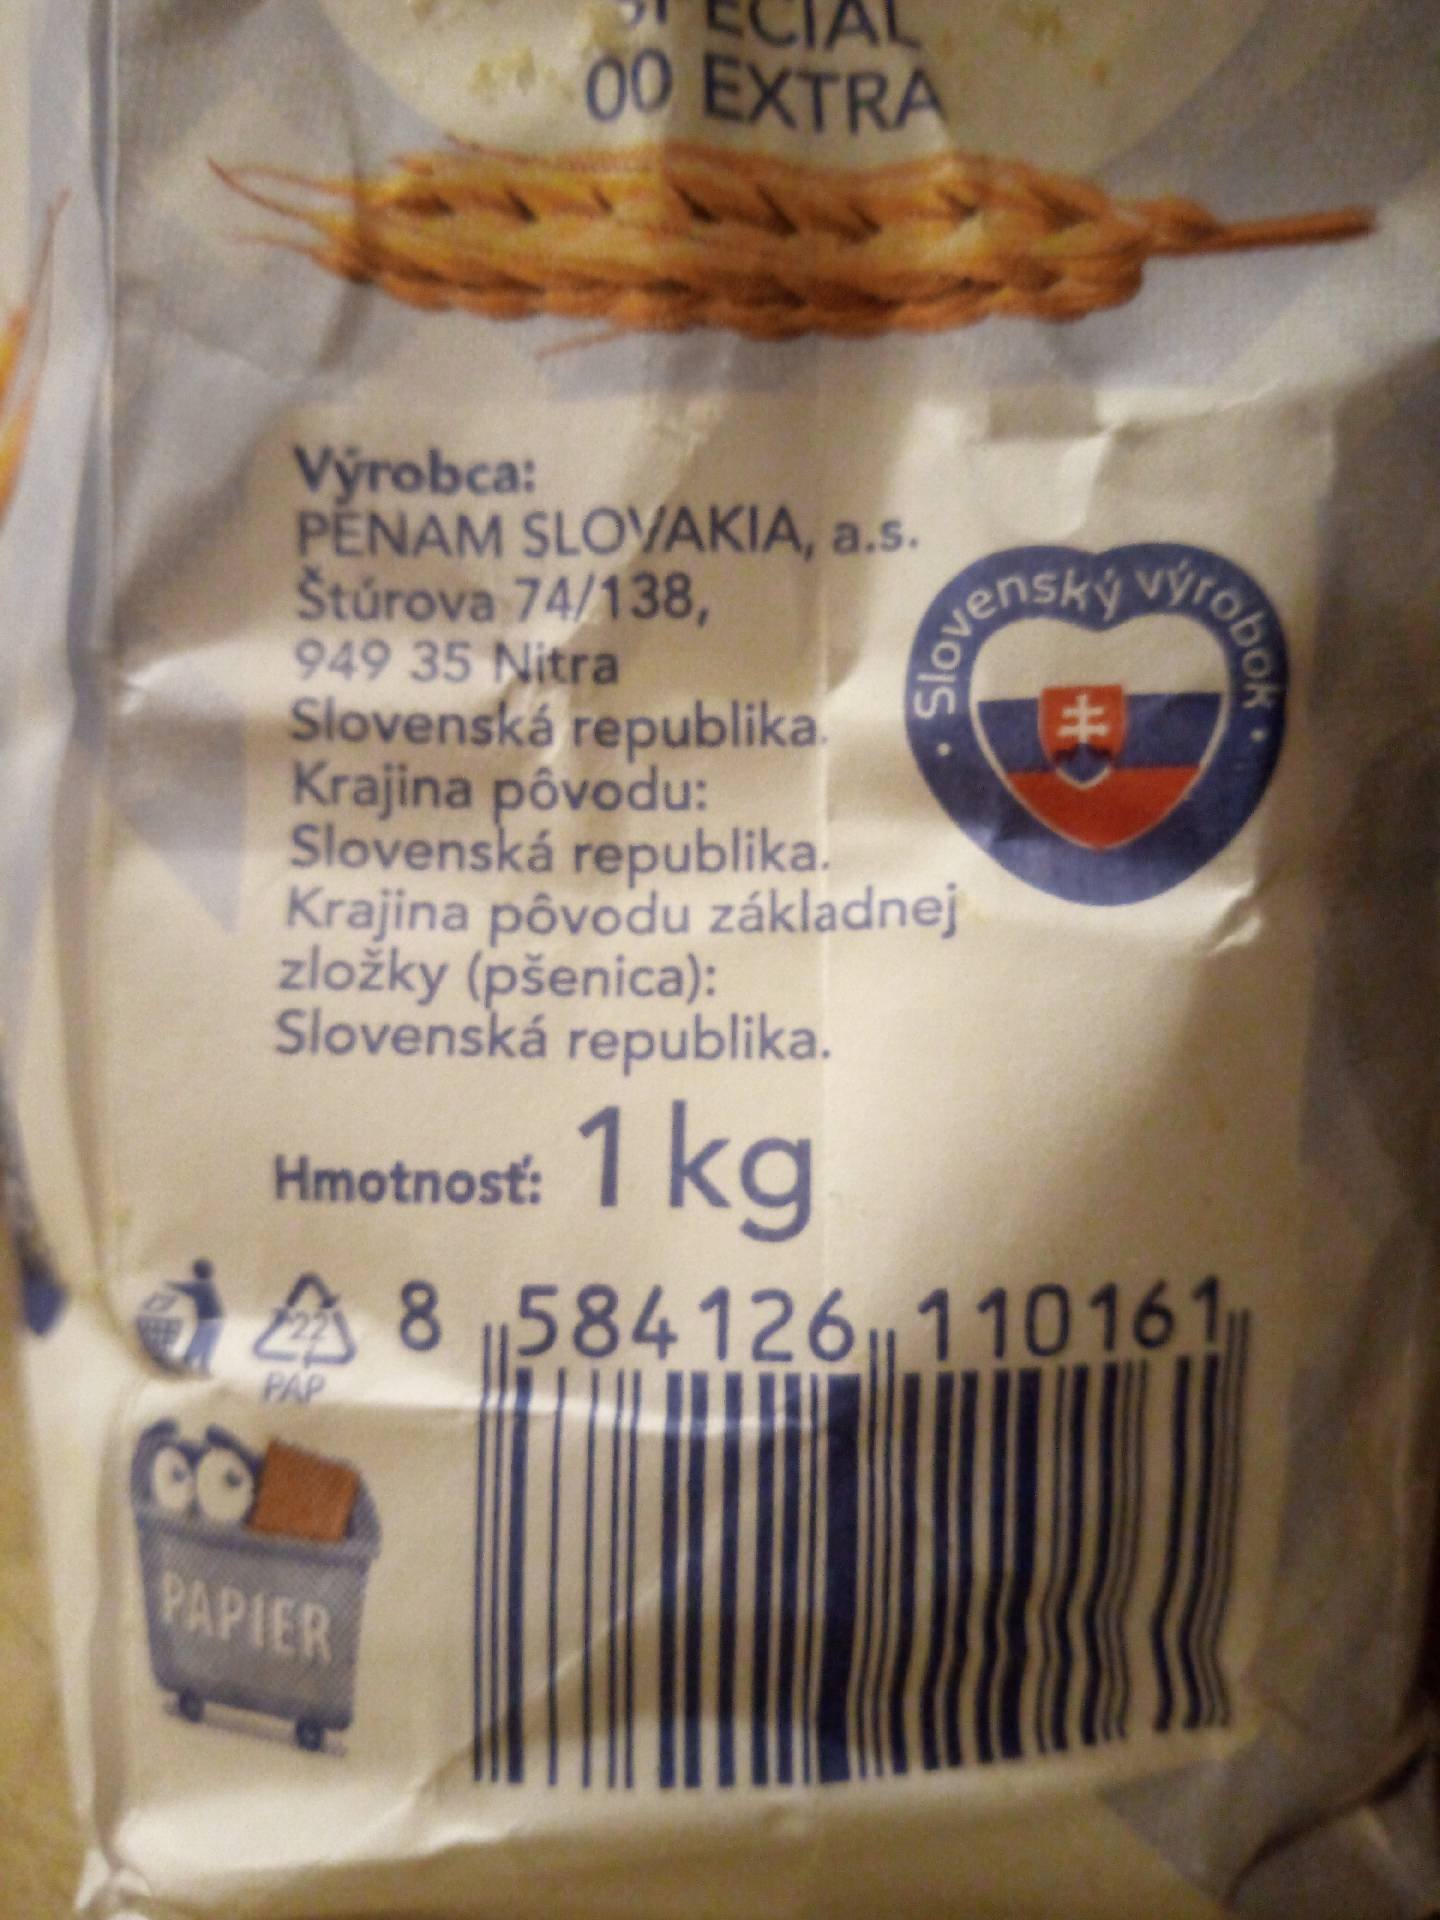 SPECIAL
00 EXTRA
Výrobca:
PENAM SLOVAKIA, a.s.
Štúrova 74/138,
949 35 Nitra
Slovenská republika.
Krajina pôvodu:
Slovenská republika.
Krajina pôvodu základnej
zložky (pšenica):
Slovenská republika.
Slovenský výrobok
Hmotnosť: 1 kg
22
PAP
8 584126 110161
PAPIER